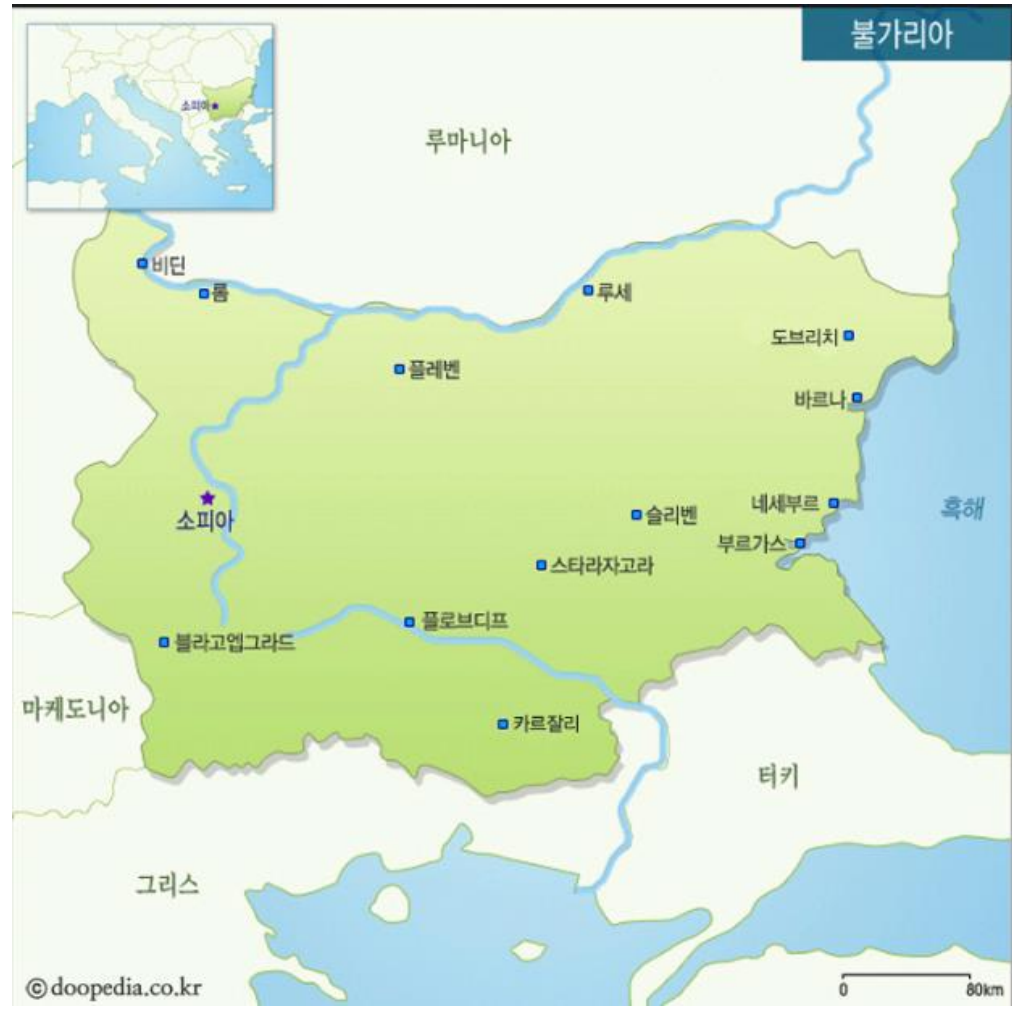 불가리아
소피아
루마니아
비딘
롬
루세
도브리치
플레벤
바르나
소피아
네세부르
흑해
슬리벤
부르가스
스타라자고라
플로브디프
블라고엡그라드
마케도니아
카르잘리
터키
그리스
© doopedia.co.kr
0 80km